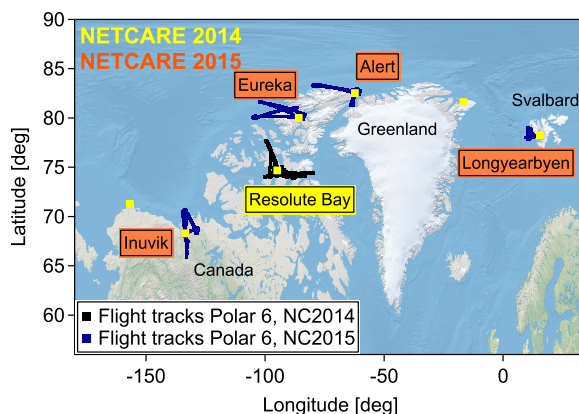 NETCARE 2014
NETCARE 2015
Alert
Eureka
Svalbard
Greenland
Longyearbyen
Resolute Bay
Inuvik
Canada
Flight tracks Polar 6, NC2014
Flight tracks Polar 6, NC2015
Latitude [deg]
90
85
80
75
70
65
60
-150
-100
-50
0
Longitude [deg]